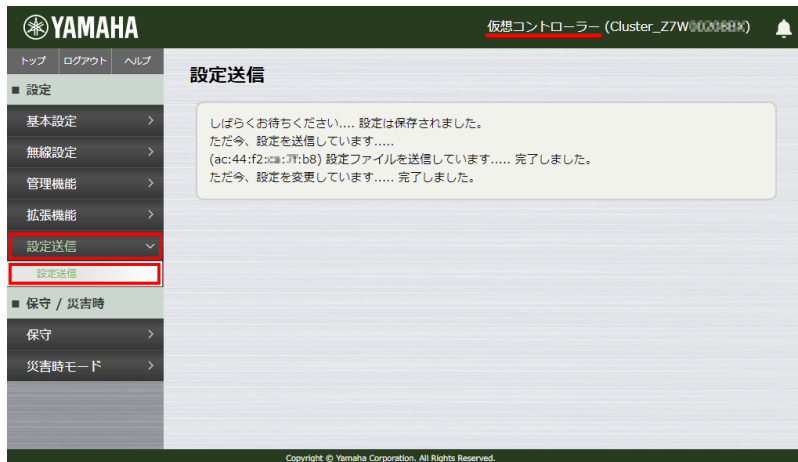 YAMAHA
仮想コントローラー (Cluster_Z7W
トップ ログアウト ヘルプ
■ 設定
基本設定
無線設定
管理機能
拡張機能
設定送信
設定送信
■ 保守 / 災害時
保守
災害時モード
設定送信
しばらくお待ちください.... 設定は保存されました。
ただ今、設定を送信しています.....
(ac:44:f2: :b8) 設定ファイルを送信しています..... 完了しました。
ただ今、設定を変更しています..... 完了しました。
Copyright © Yamaha Corporation. All Rights Reserved.